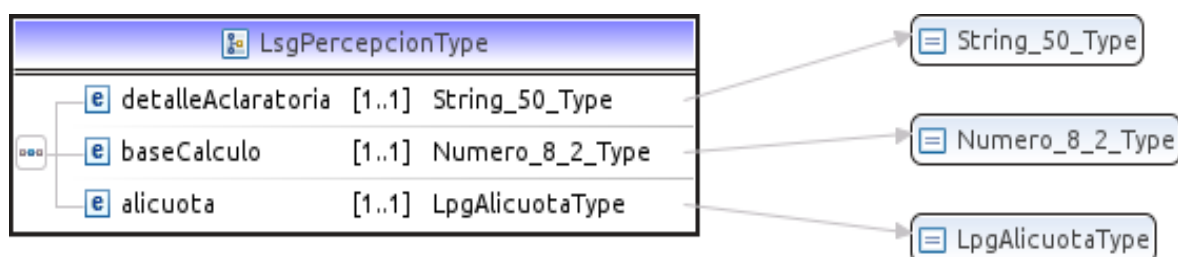 LsgPercepcionType
detalleAclaratoria [1..1] String_50_Type
baseCalculo [1..1] Numero_8_2_Type
alicuota [1..1] LpgAlicuotaType
String_50_Type
Numero_8_2_Type
LpgAlicuotaType